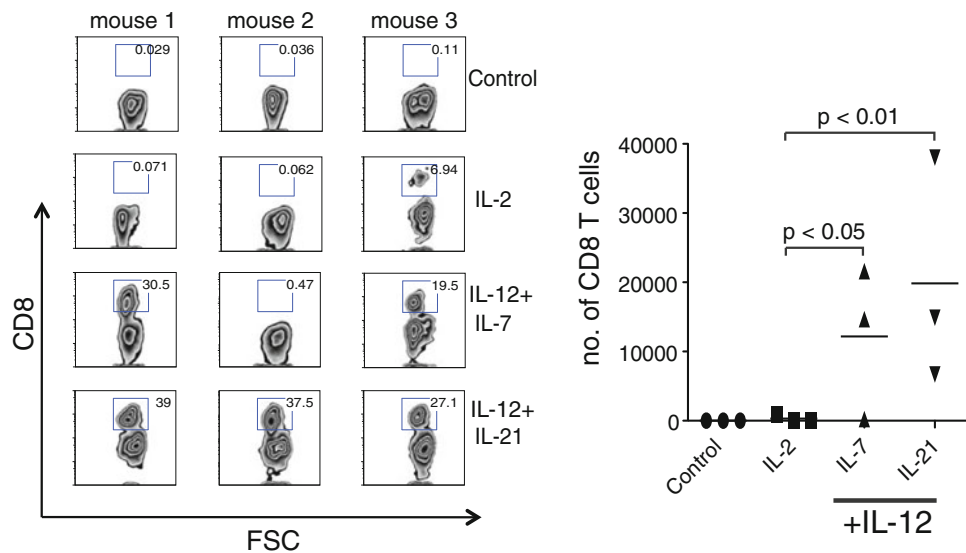 mouse 1 mouse 2 mouse 3
0.029 0.036 0.11 Control
0.071 0.062 6.94 IL-2
30.5 0.47 19.5 IL-12+
IL-7
39 37.5 27.1 IL-12+
IL-21
CD8
FSC
p < 0.01
p < 0.05
no. of CD8 T cells
40000
30000
20000
10000
0
Control IL-2 IL-7 IL-21
+IL-12